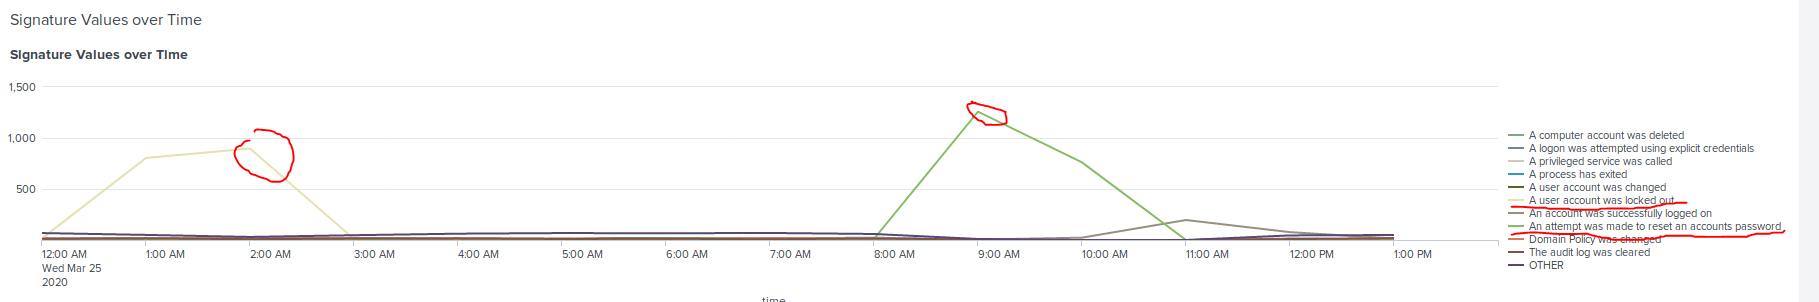 Signature Values over Time
Signature Values over Time
1,500
1,000
500
12:00 AM 1:00 AM 2:00 AM 3:00 AM 4:00 AM 5:00 AM 6:00 AM 7:00 AM 8:00 AM 9:00 AM 10:00 AM 11:00 AM 12:00 PM 1:00 PM
Wed Mar 25
2020
time
A computer account was deleted
A logon was attempted using explicit credentials
A privileged service was called
A process has exited
A user account was changed
A user account was locked out
An account was successfully logged on
An attempt was made to reset an accounts password
Domain Policy was changed
The audit log was cleared
OTHER